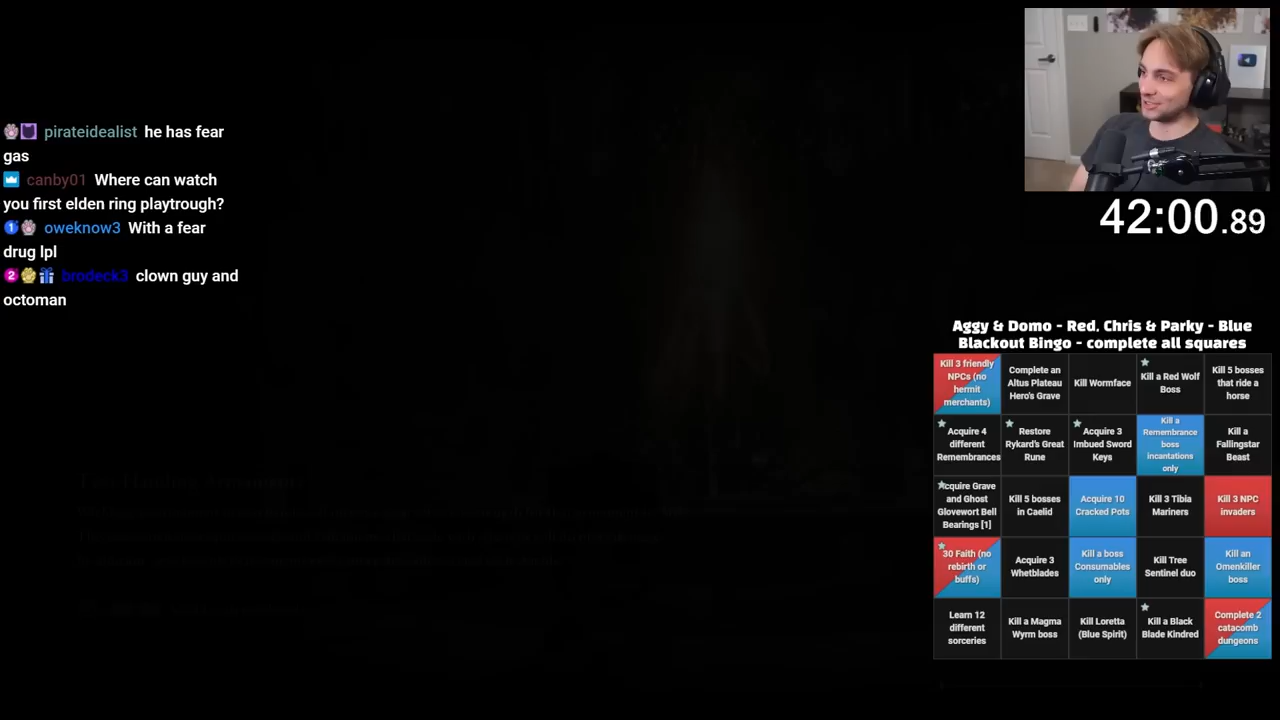 pirateidealist he has fear
gas
canby01 Where can watch
you first elden ring playtrough?
oweknow3 With a fear
drug lpl
brodeck3 clown guy and
octoman
42:00.89
Aggy & Domo - Red, Chris & Parky - Blue
Blackout Bingo - complete all squares
Kill 3 friendly
NPCs (no
hermit
merchants)
Complete an
Altus Plateau
Hero's Grave
Kill Wormface
Kill a Red Wolf
Boss
Kill 5 bosses
that ride a
horse
Acquire 4
different
Remembrances
Restore
Rykard's Great
Rune
Acquire 3
Imbued Sword
Keys
Kill a
Remembrance
boss
incantations
only
Kill a
Fallingstar
Beast
Acquire Grave
and Ghost
Glovewort Bell
Bearings [1]
Kill 5 bosses
in Caelid
Acquire 10
Cracked Pots
Kill 3 Tibia
Mariners
Kill 3 NPC
invaders
30 Faith (no
rebirth or
buffs)
Acquire 3
Whetblades
Kill a boss
Consumables
only
Kill Tree
Sentinel duo
Kill an
Omenkiller
boss
Learn 12
different
sorceries
Kill a Magma
Wyrm boss
Kill Loretta
(Blue Spirit)
Kill a Black
Blade Kindred
Complete 2
catacomb
dungeons